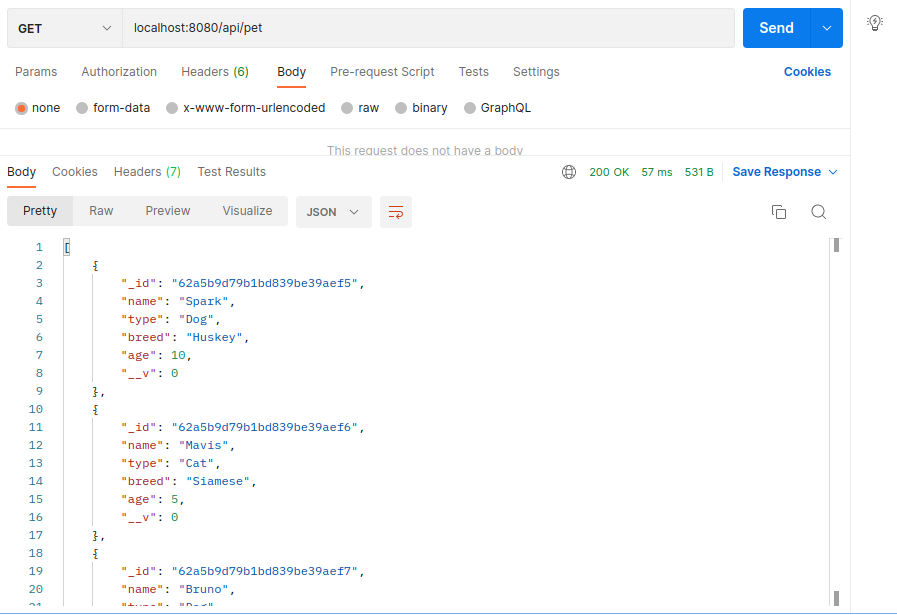 GET localhost:8080/api/pet Send
Params Authorization Headers (6) Body Pre-request Script Tests Settings Cookies
none form-data x-www-form-urlencoded raw binary GraphQL
This request does not have a body
Body Cookies Headers (7) Test Results 200 OK 57 ms 531 B Save Response
Pretty Raw Preview Visualize JSON
1 [
2 {
3 "_id": "62a5b9d79b1bd839be39aef5",
4 "name": "Spark",
5 "type": "Dog",
6 "breed": "Huskey",
7 "age": 10,
8 "__v": 0
9 },
10 {
11 "_id": "62a5b9d79b1bd839be39aef6",
12 "name": "Mavis",
13 "type": "Cat",
14 "breed": "Siamese",
15 "age": 5,
16 "__v": 0
17 },
18 {
19 "_id": "62a5b9d79b1bd839be39aef7",
20 "name": "Bruno",
21 "type": "Dog"